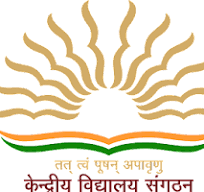 तत् त्वं पूषन् अपावृणु
केन्द्रीय विद्यालय संगठन